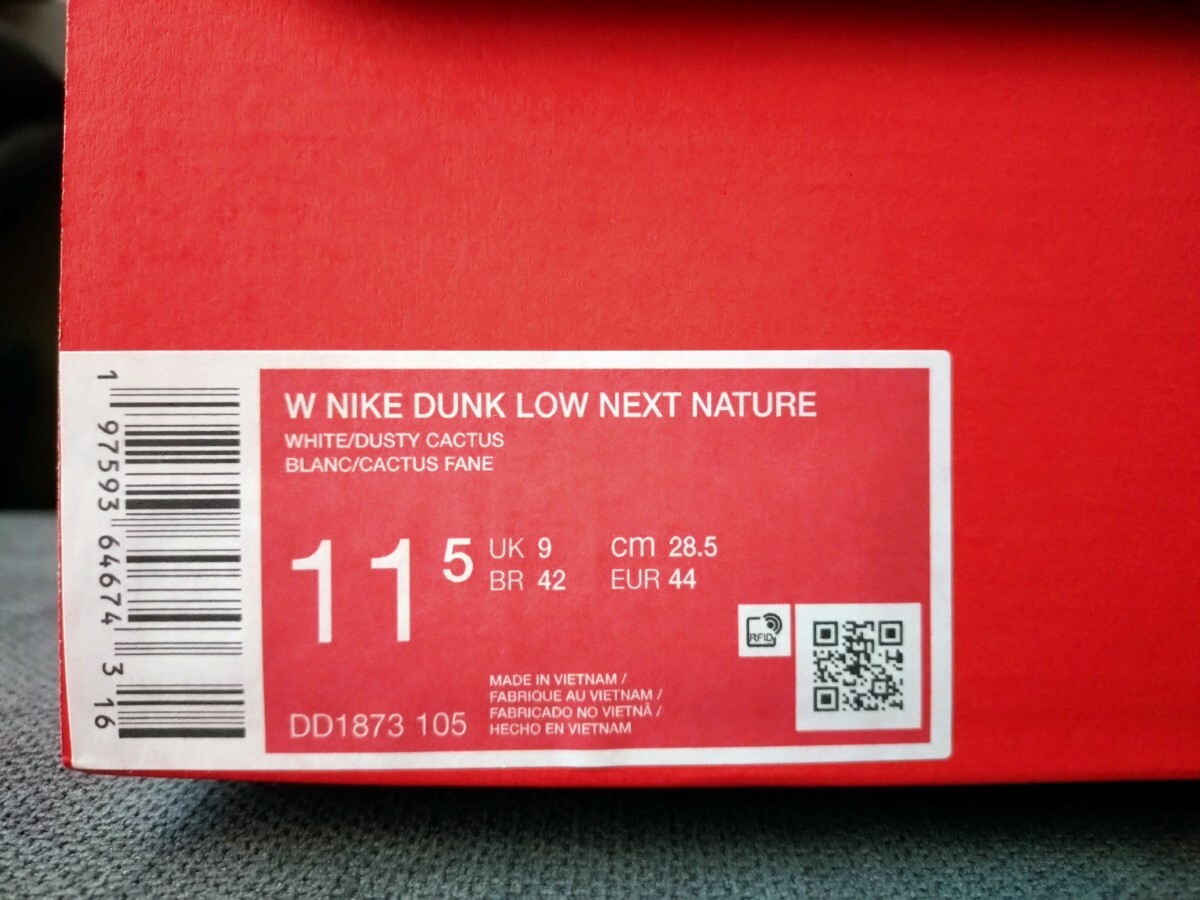 1 97593 64674 3 16
W NIKE DUNK LOW NEXT NATURE
WHITE/DUSTY CACTUS
BLANC/CACTUS FANE
11 5
UK 9 cm 28.5
BR 42 EUR 44
RFID
MADE IN VIETNAM /
FABRIQUE AU VIETNAM /
FABRICADO NO VIETNÃ /
HECHO EN VIETNAM
DD1873 105